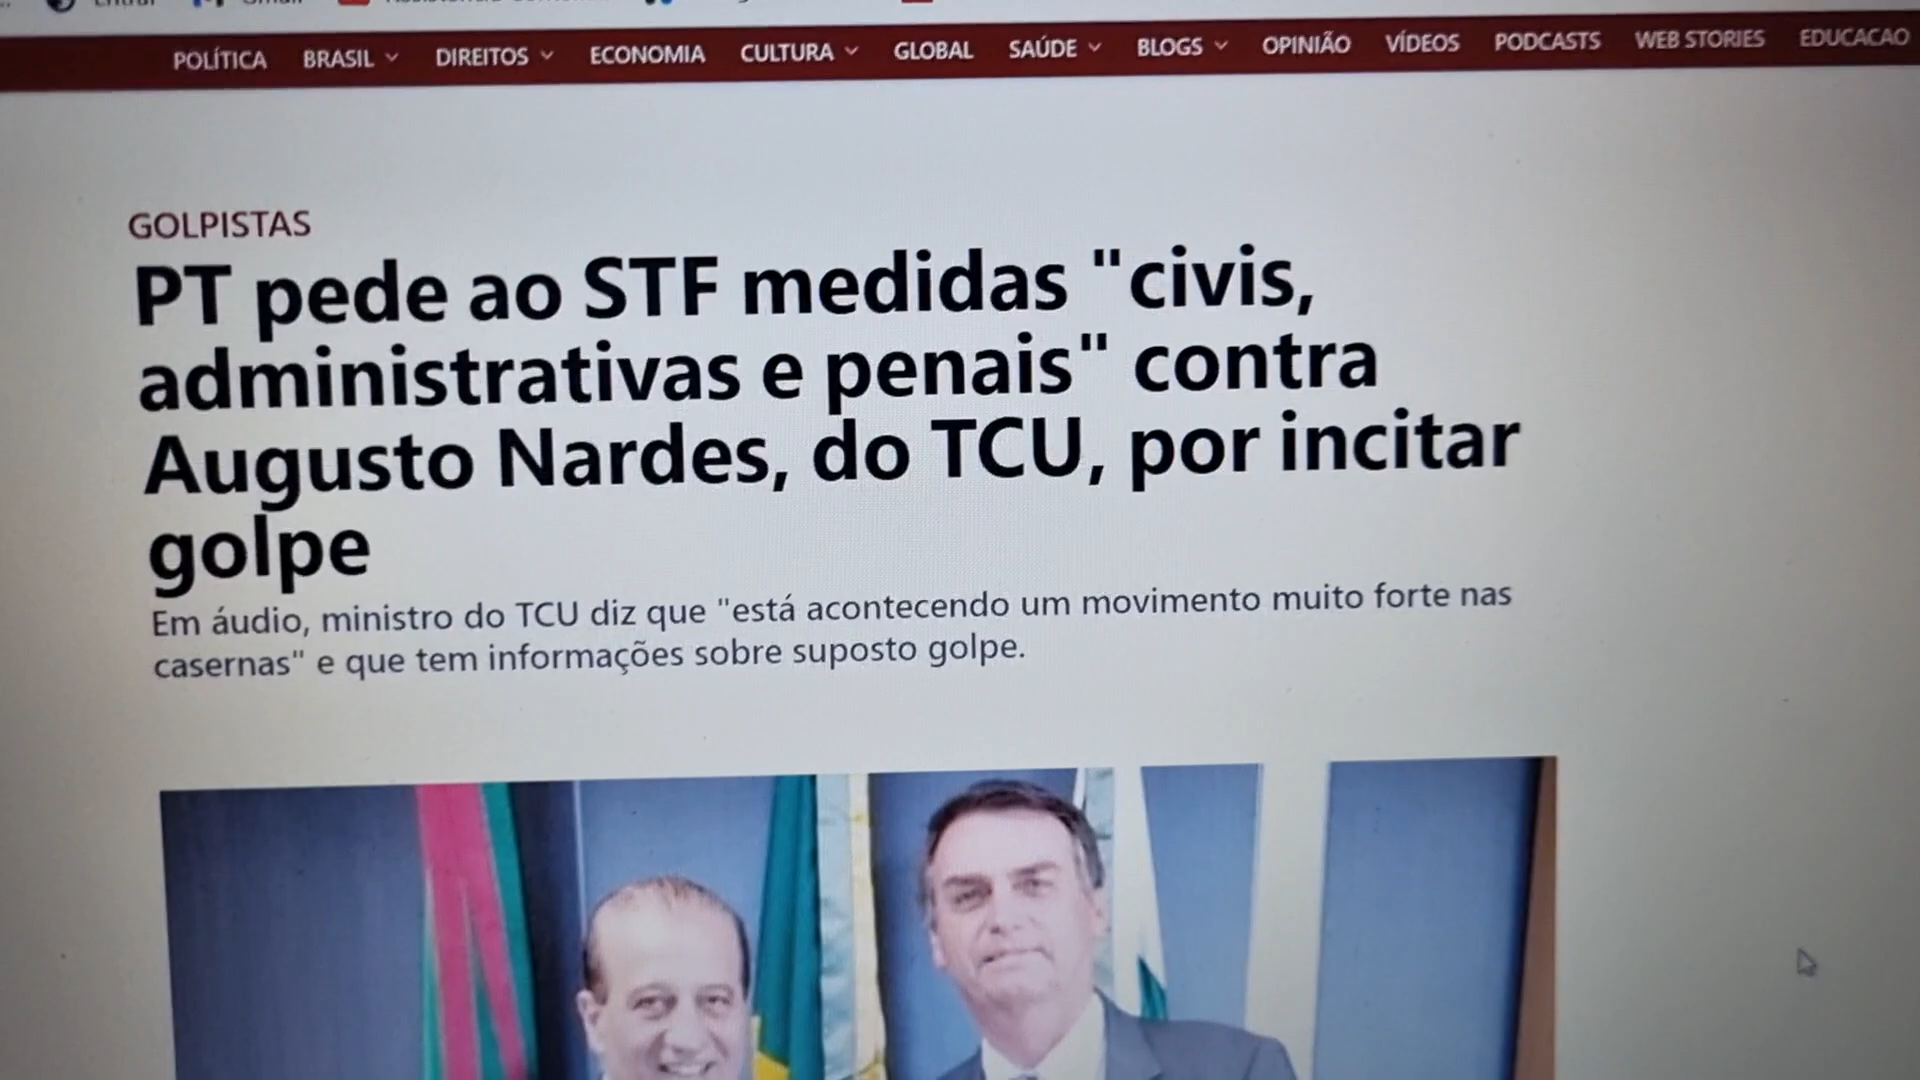 POLÍTICA BRASIL DIREITOS ECONOMIA CULTURA GLOBAL SAÚDE BLOGS OPINIÃO VÍDEOS PODCASTS WEB STORIES EDUCACAO
GOLPISTAS
PT pede ao STF medidas "civis,
administrativas e penais" contra
Augusto Nardes, do TCU, por incitar
golpe
Em áudio, ministro do TCU diz que "está acontecendo um movimento muito forte nas
casernas" e que tem informações sobre suposto golpe.